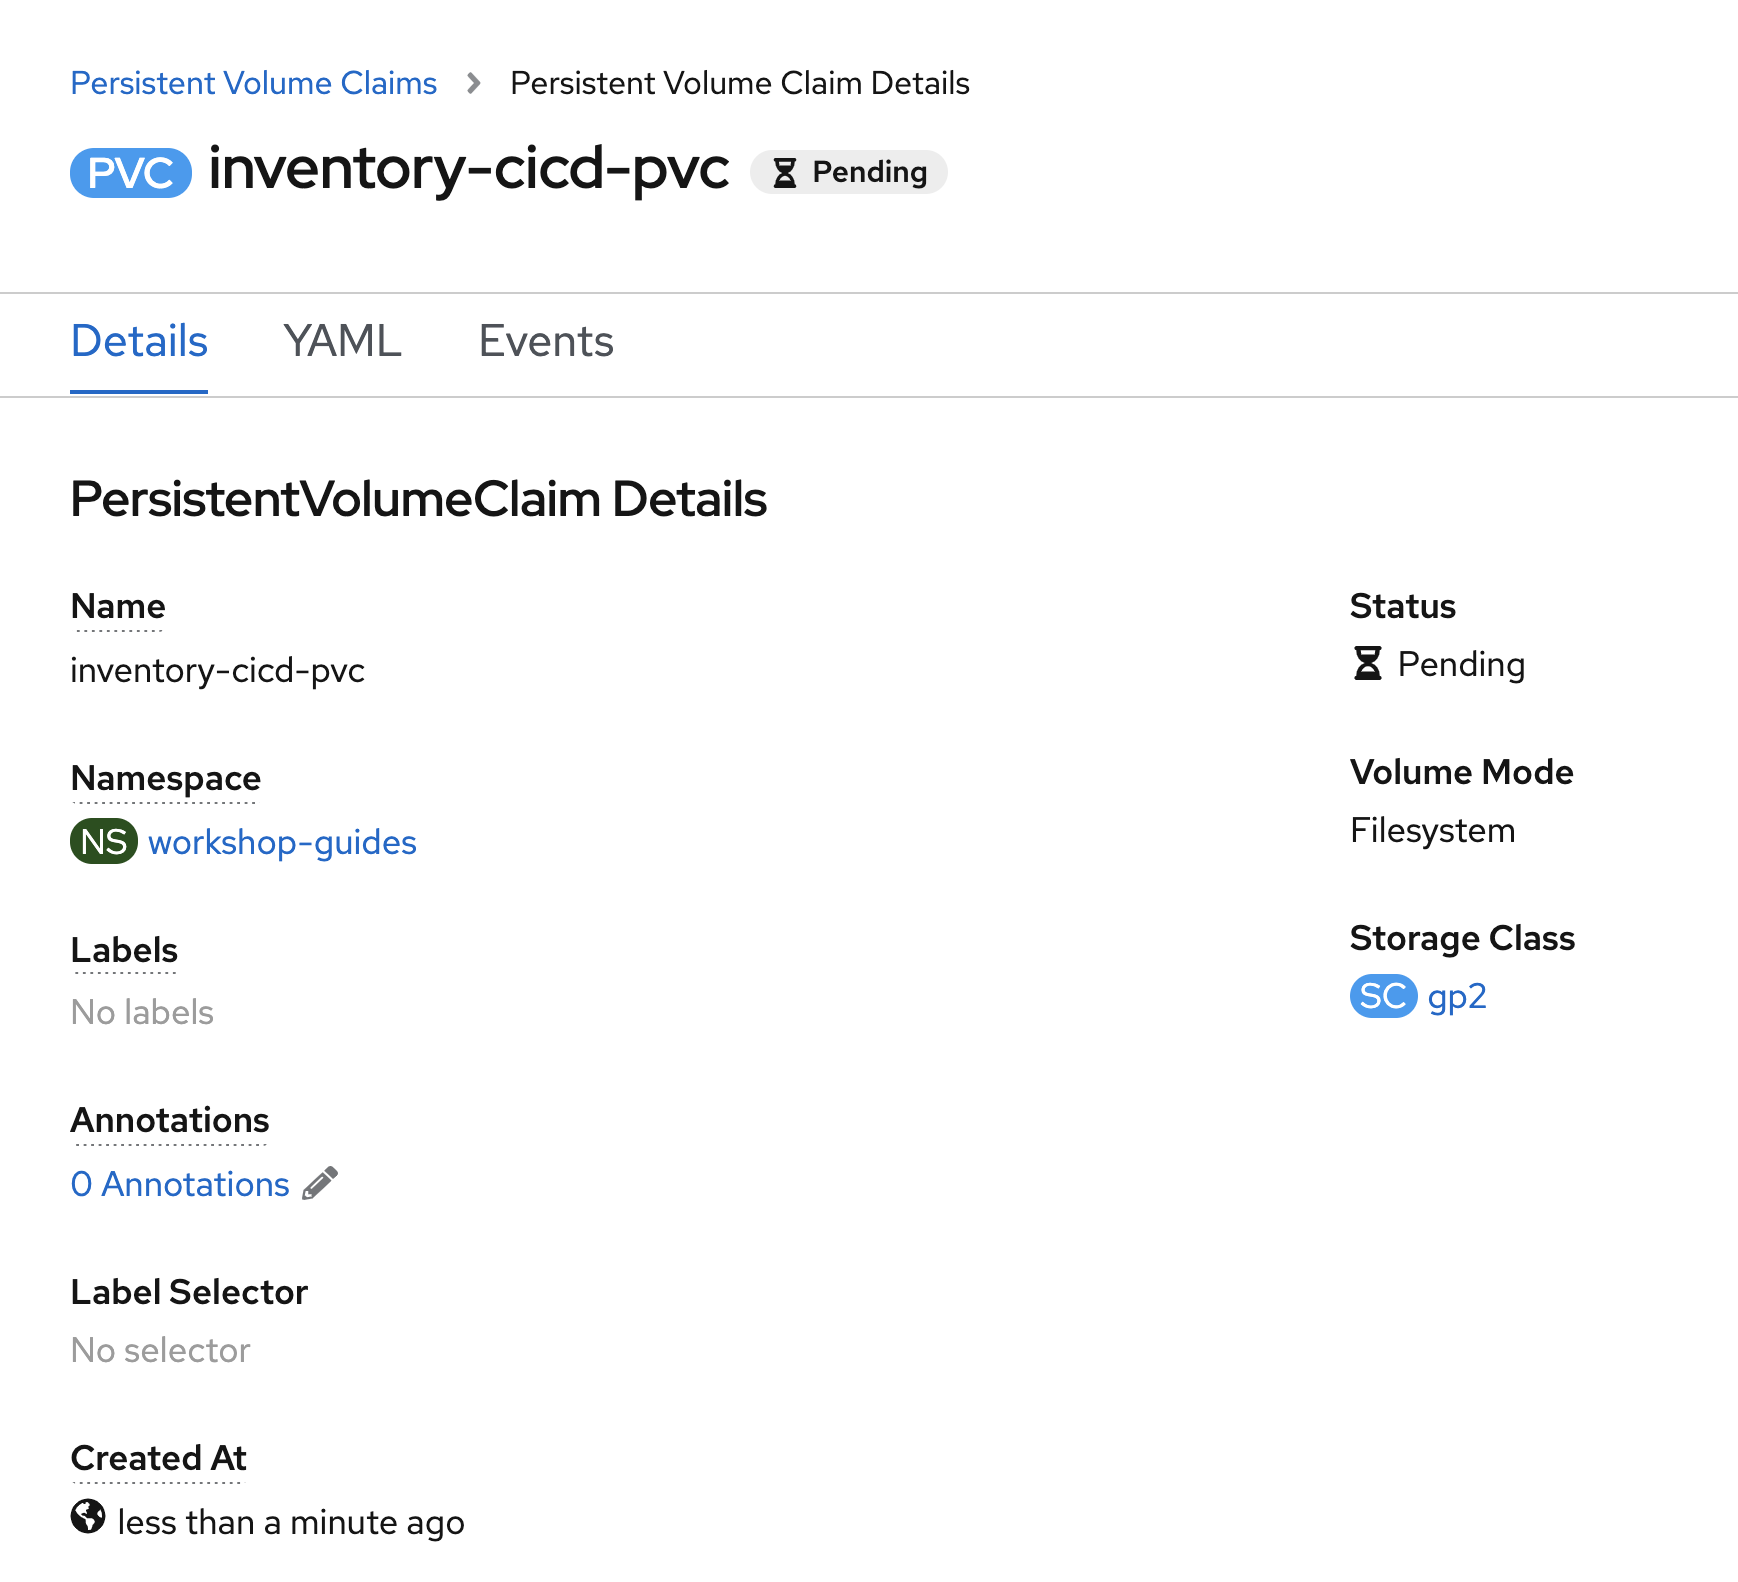 Persistent Volume Claims > Persistent Volume Claim Details
PVC inventory-cicd-pvc Pending
Details YAML Events
PersistentVolumeClaim Details
Name
inventory-cicd-pvc
Namespace
NS workshop-guides
Labels
No labels
Annotations
0 Annotations
Label Selector
No selector
Created At
less than a minute ago
Status
Pending
Volume Mode
Filesystem
Storage Class
SC gp2